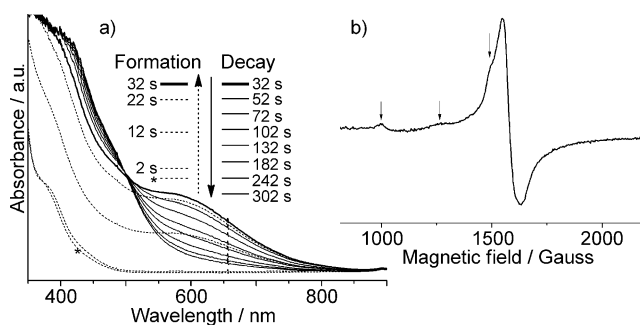 a)
Formation Decay
32 s 32 s
22 s 52 s
72 s
12 s 102 s
132 s
2 s 182 s
* 242 s
302 s
*
Absorbance / a.u.
400 600 800
Wavelength / nm
b)
1000 1500 2000
Magnetic field / Gauss